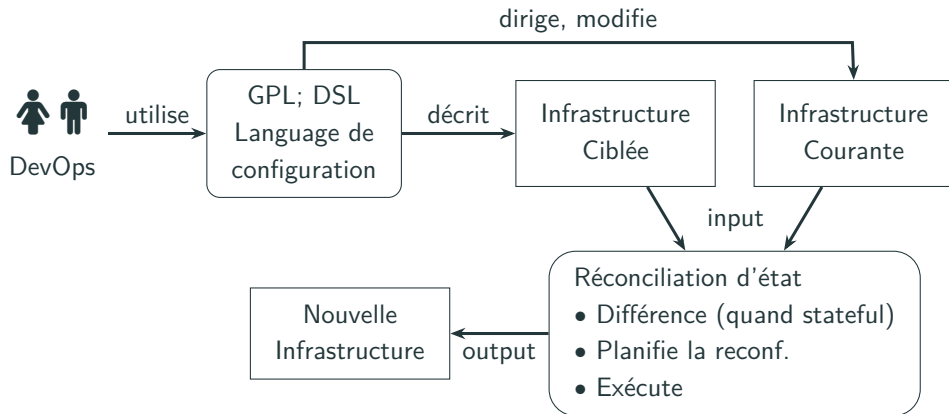 dirige, modifie
DevOps
utilise
GPL; DSL
Language de
configuration
décrit
Infrastructure
Ciblée
Infrastructure
Courante
input
Réconciliation d'état
• Différence (quand stateful)
• Planifie la reconf.
• Exécute
output
Nouvelle
Infrastructure